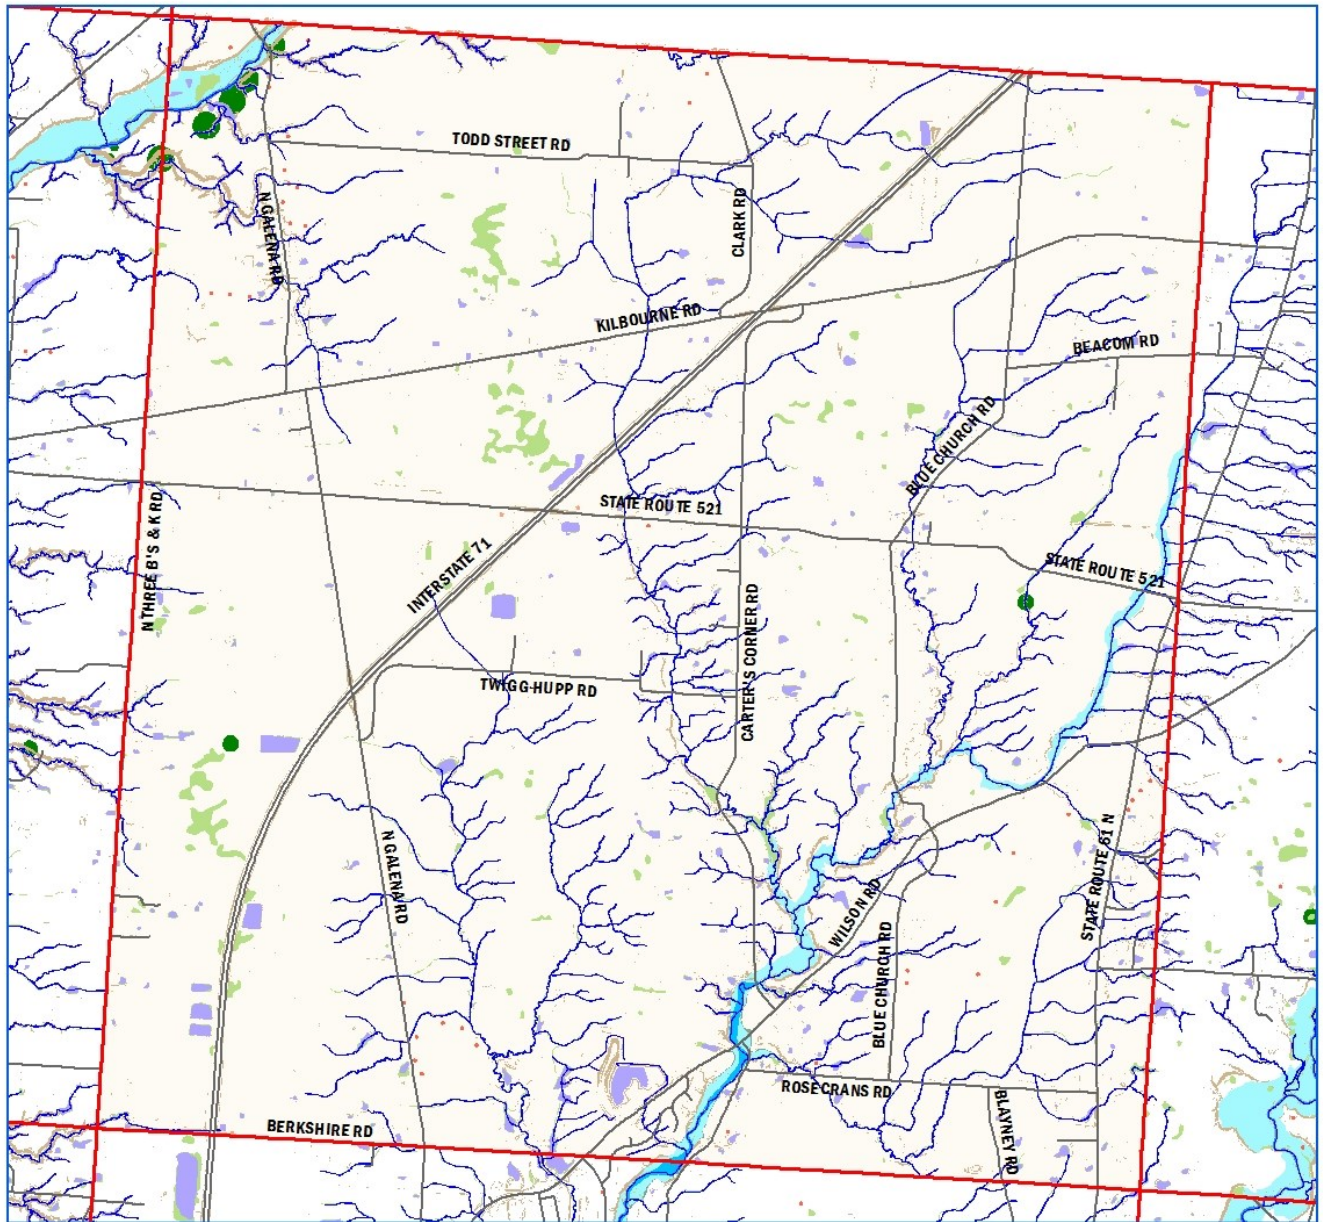 TODD STREET RD
N GALENA RD
CLARK RD
KILBOURNE RD
BEACOM RD
BLUE CHURCH RD
N THREE B'S & K RD
STATE ROUTE 521
INTERSTATE 71
STATE ROUTE 521
CARTER'S CORNER RD
TWIGG-HUPP RD
N GALENA RD
STATE ROUTE 61 N
WILSON RD
BLUE CHURCH RD
ROSECRANS RD
BLAYNEY RD
BERKSHIRE RD